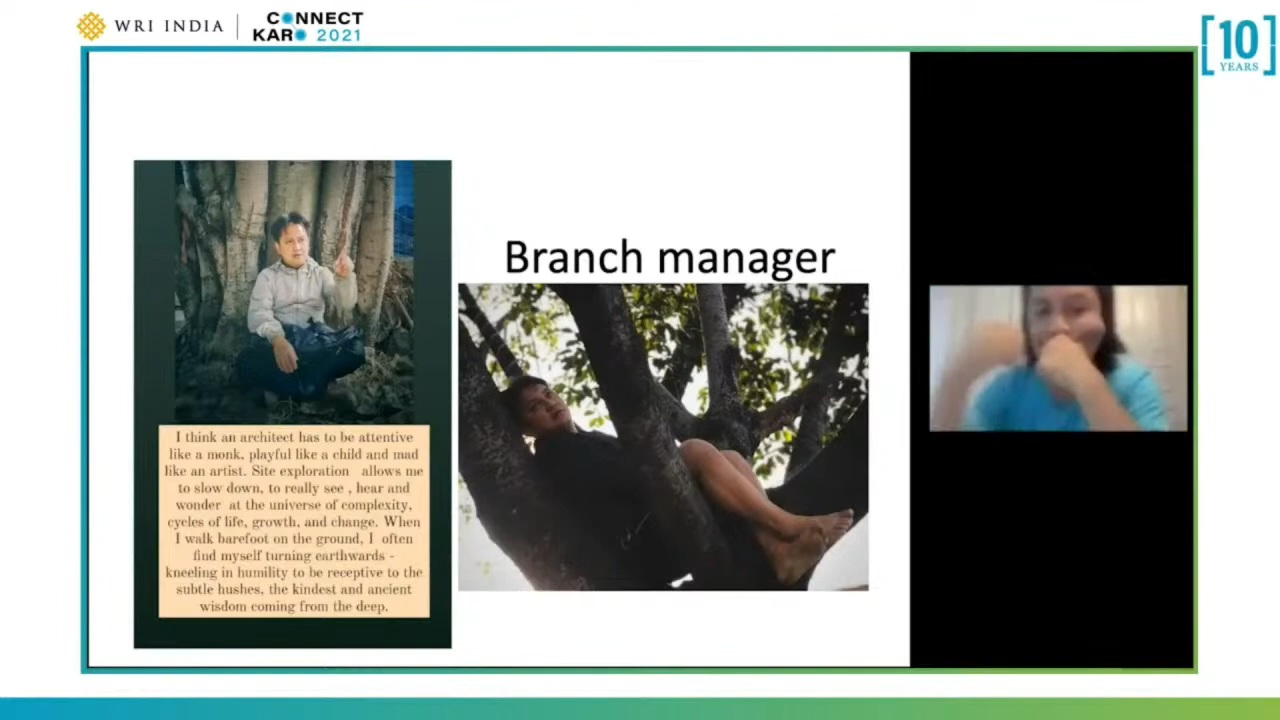 WRI INDIA
CONNECT
KARO 2021
[10]
YEARS
Branch manager
I think an architect has to be attentive
like a monk, playful like a child and mad
like an artist. Site exploration allows me
to slow down, to really see , hear and
wonder at the universe of complexity,
cycles of life, growth, and change. When
I walk barefoot on the ground, I often
find myself turning earthwards -
kneeling in humility to be receptive to the
subtle hushes, the kindest and ancient
wisdom coming from the deep.